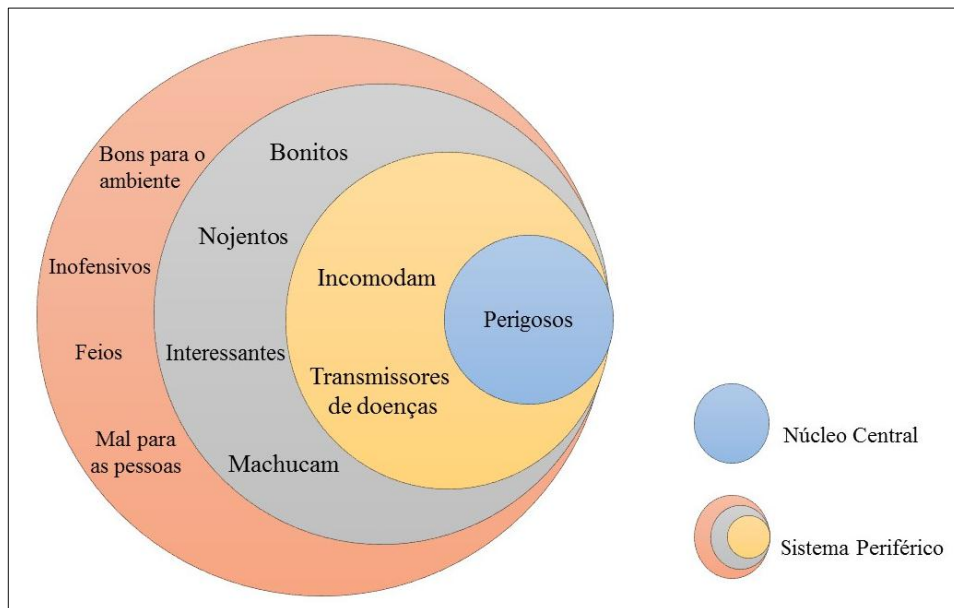 Bons para o
ambiente
Inofensivos
Feios
Mal para
as pessoas
Bonitos
Nojentos
Interessantes
Machucam
Incomodam
Transmissores
de doenças
Perigosos
Núcleo Central
Sistema Periférico